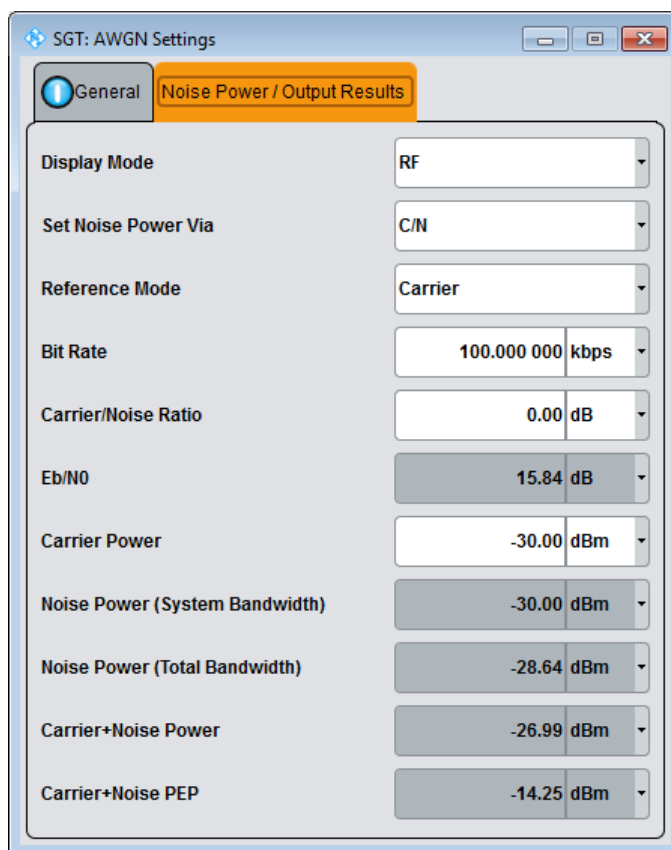 SGT: AWGN Settings
General
Noise Power / Output Results
Display Mode RF
Set Noise Power Via C/N
Reference Mode Carrier
Bit Rate 100.000 000 kbps
Carrier/Noise Ratio 0.00 dB
Eb/N0 15.84 dB
Carrier Power -30.00 dBm
Noise Power (System Bandwidth) -30.00 dBm
Noise Power (Total Bandwidth) -28.64 dBm
Carrier+Noise Power -26.99 dBm
Carrier+Noise PEP -14.25 dBm